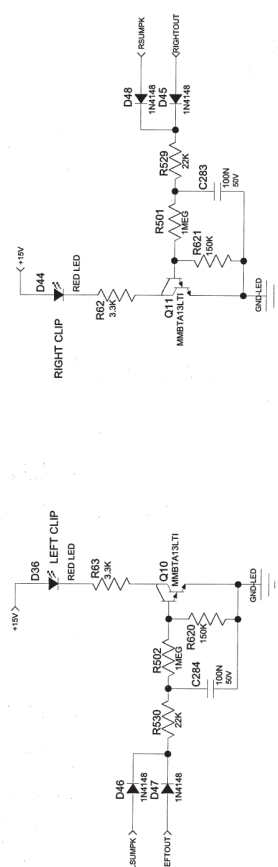 RSUMPK
RIGHTOUT
D48
1N4148
D45
1N4148
R529
22K
C283
100N
50V
R501
1MEG
R621
150K
+15V
D44
RED LED
RIGHT CLIP
R62
3.3K
Q11
MMBTA13LTI
GND-LED
+15V
D36
LEFT CLIP
RED LED
R63
3.3K
Q10
MMBTA13LTI
R620
150K
GND-LED
R502
1MEG
C284
100N
50V
R530
22K
D46
1N4148
D47
1N4148
.SUMPK
EFTOUT